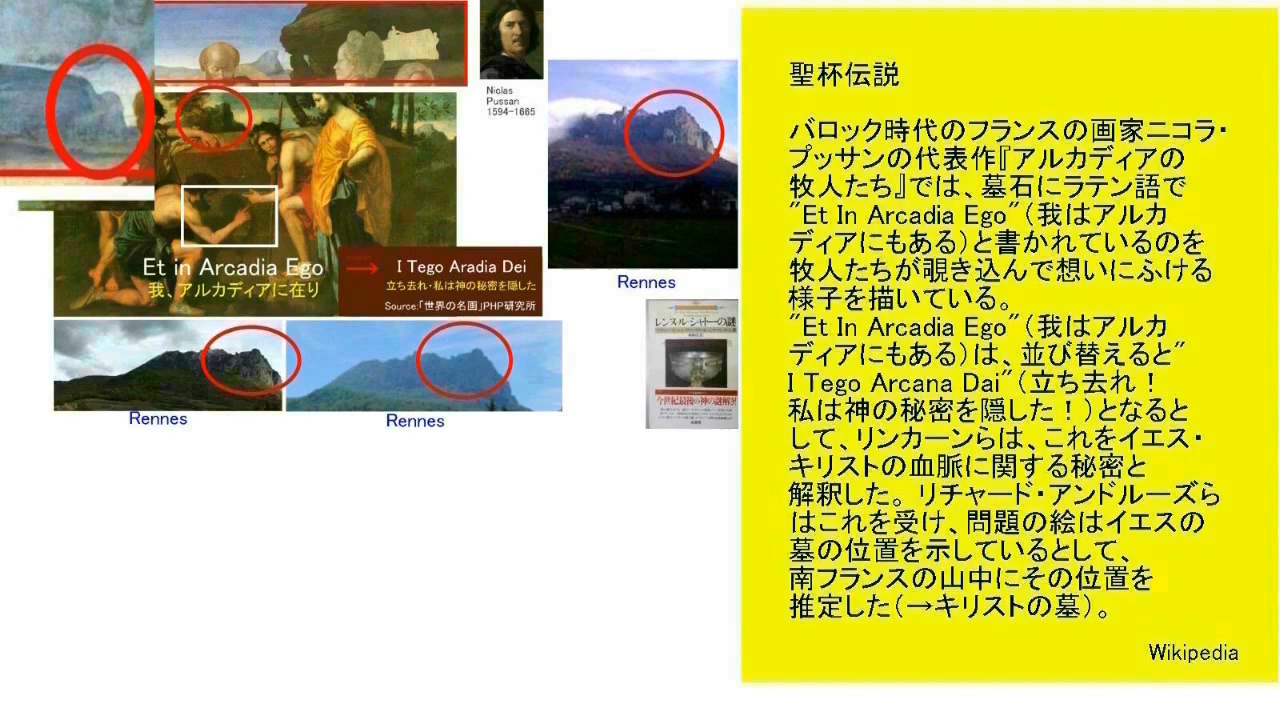 Niclas
Pussan
1594-1665
Et in Arcadia Ego
我、アルカディアに在り
I Tego Aradia Dei
立ち去れ・私は神の秘密を隠した
Source:「世界の名画」PHP研究所
Rennes
Rennes
Rennes
レンヌ=ル=シャトーの謎
今世紀最後の神の謎解き!
聖杯伝説
バロック時代のフランスの画家ニコラ・
プッサンの代表作『アルカディアの
牧人たち』では、墓石にラテン語で
"Et In Arcadia Ego"(我はアルカ
ディアにもある)と書かれているのを
牧人たちが覗き込んで想いにふける
様子を描いている。
"Et In Arcadia Ego"(我はアルカ
ディアにもある)は、並び替えると"
I Tego Arcana Dai"(立ち去れ!
私は神の秘密を隠した!)となると
して、リンカーンらは、これをイエス・
キリストの血脈に関する秘密と
解釈した。リチャード・アンドルーズら
はこれを受け、問題の絵はイエスの
墓の位置を示しているとして、
南フランスの山中にその位置を
推定した(→キリストの墓)。
Wikipedia